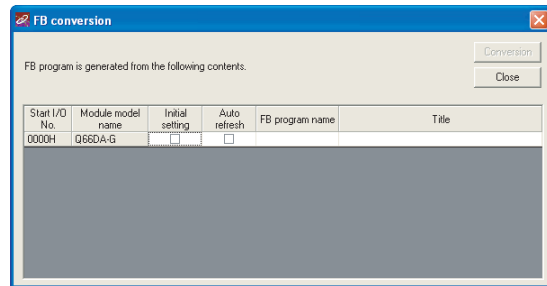 FB conversion
Conversion
FB program is generated from the following contents.
Close
Start I/O No. Module model name Initial setting Auto refresh FB program name Title
0000H Q66DA-G